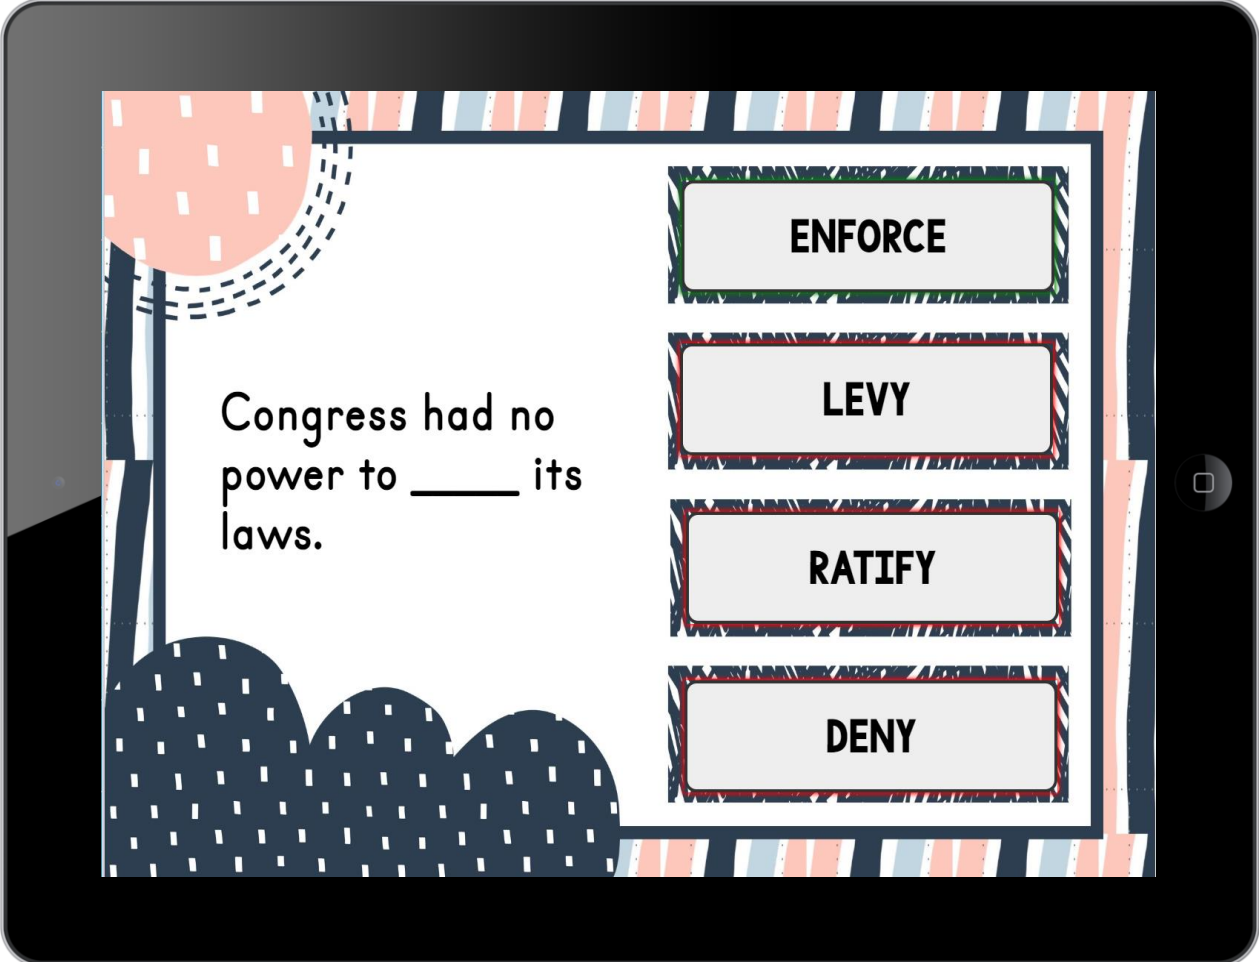 Congress had no
power to _____ its
laws.
ENFORCE
LEVY
RATIFY
DENY